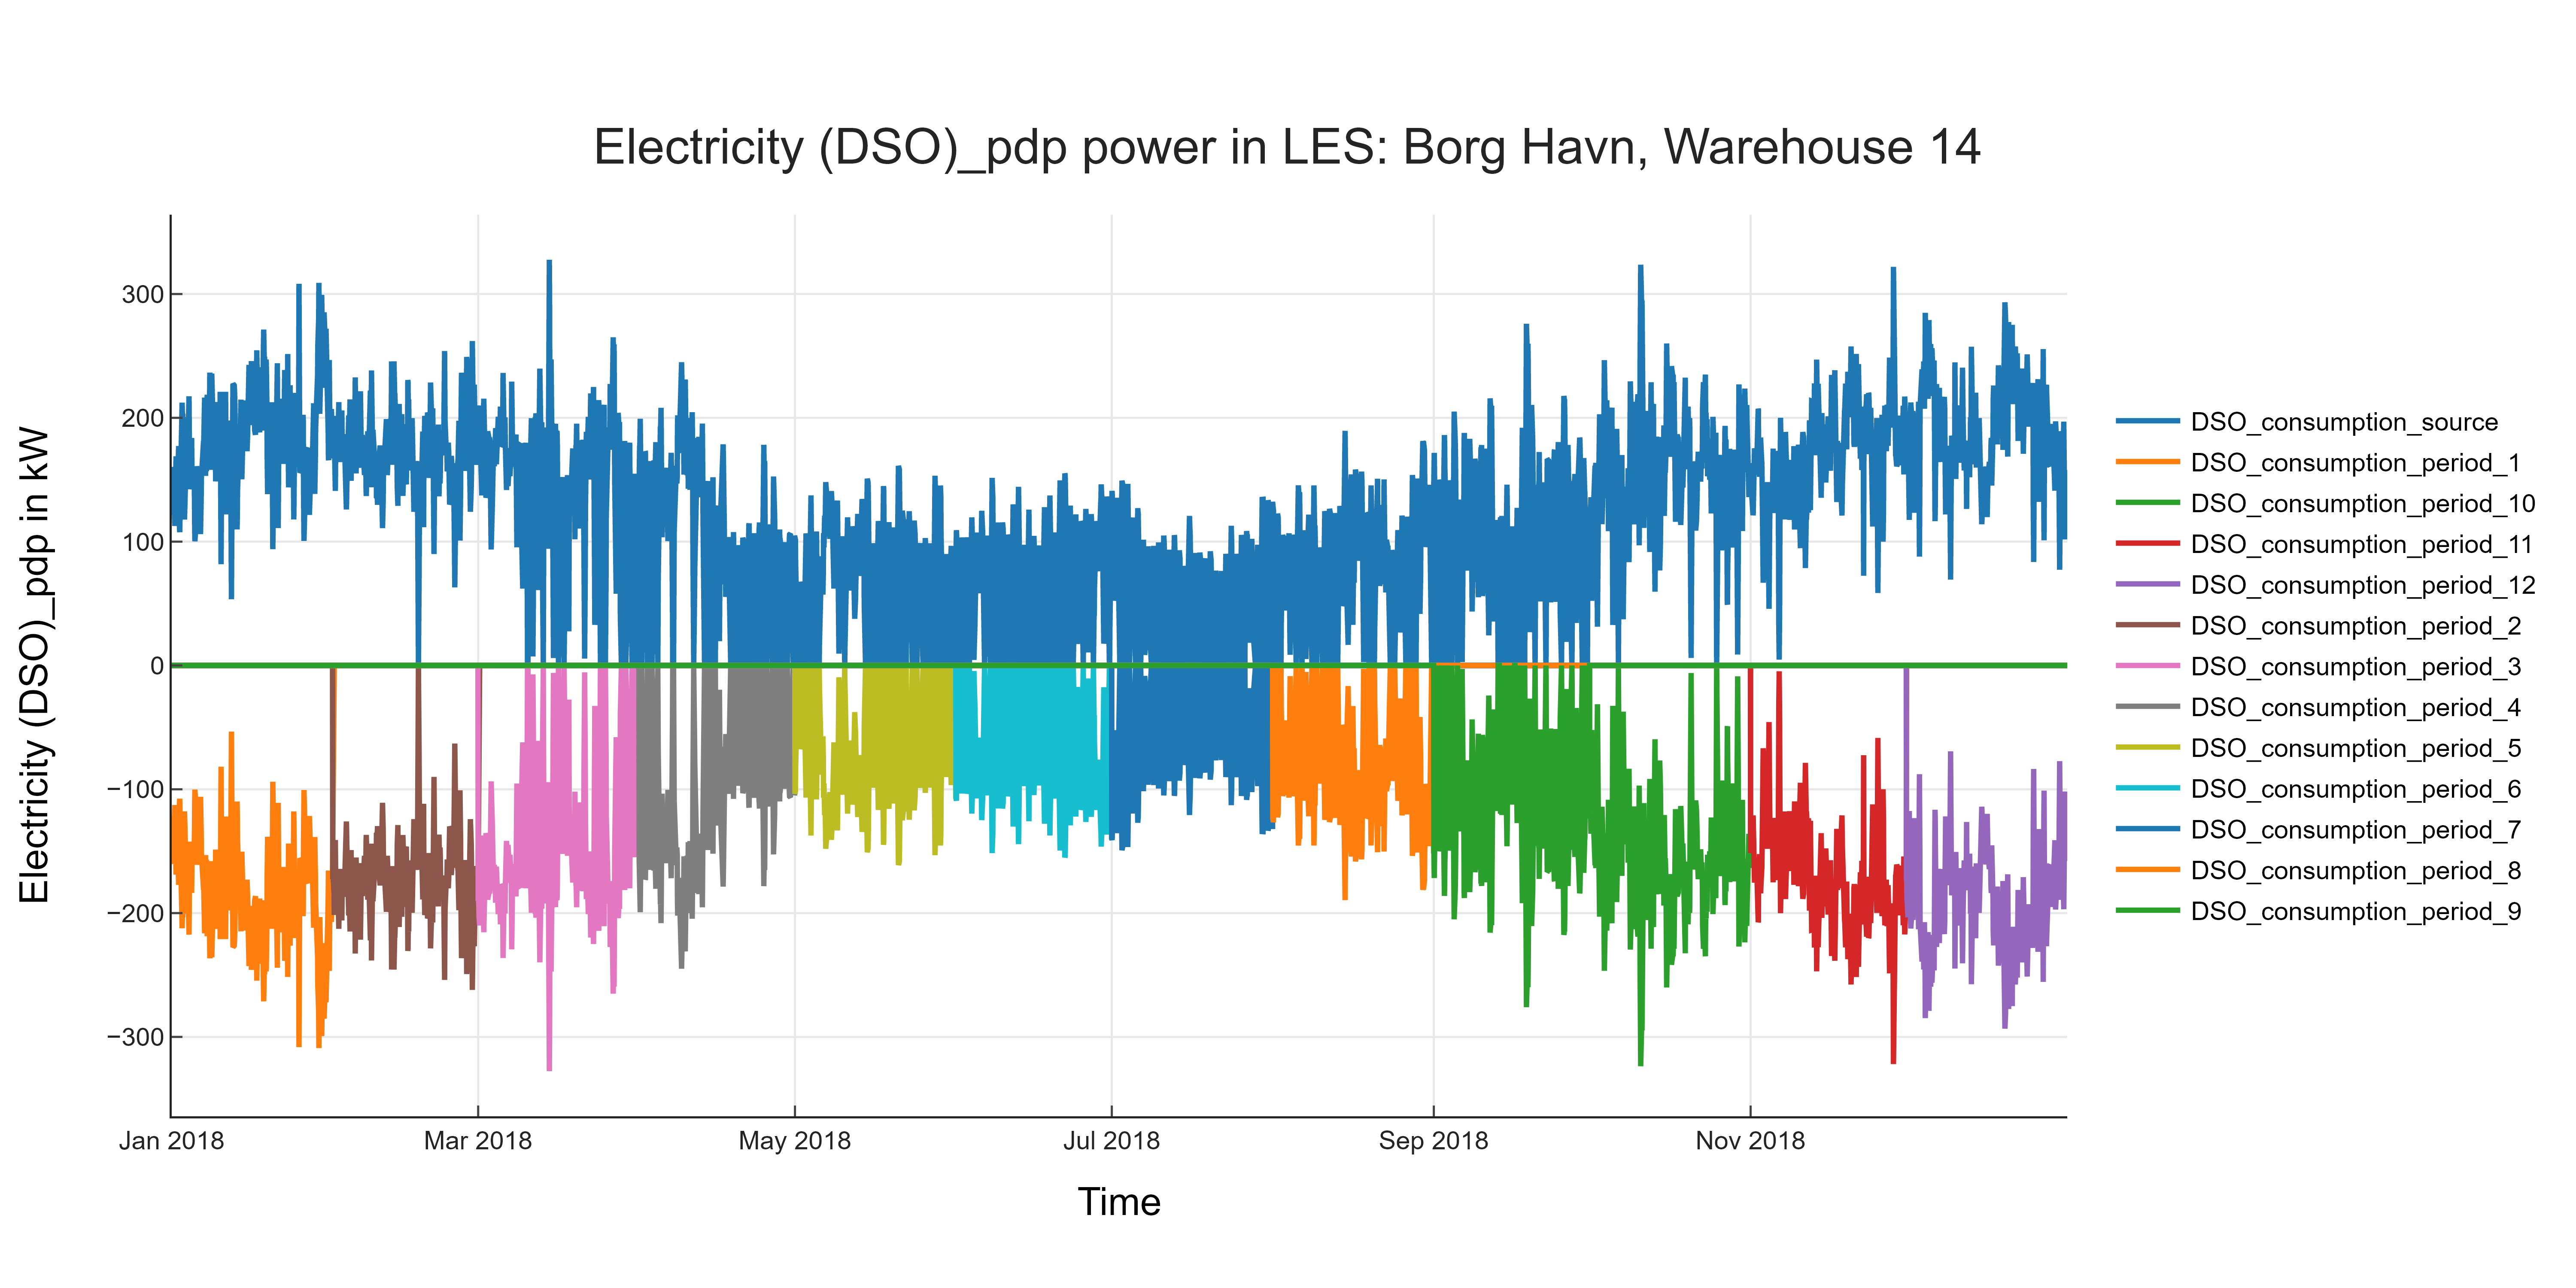 Electricity (DSO)_pdp power in LES: Borg Havn, Warehouse 14
Electricity (DSO)_pdp in kW
300
200
100
0
−100
−200
−300
Jan 2018
Mar 2018
May 2018
Jul 2018
Sep 2018
Nov 2018
Time
DSO_consumption_source
DSO_consumption_period_1
DSO_consumption_period_10
DSO_consumption_period_11
DSO_consumption_period_12
DSO_consumption_period_2
DSO_consumption_period_3
DSO_consumption_period_4
DSO_consumption_period_5
DSO_consumption_period_6
DSO_consumption_period_7
DSO_consumption_period_8
DSO_consumption_period_9